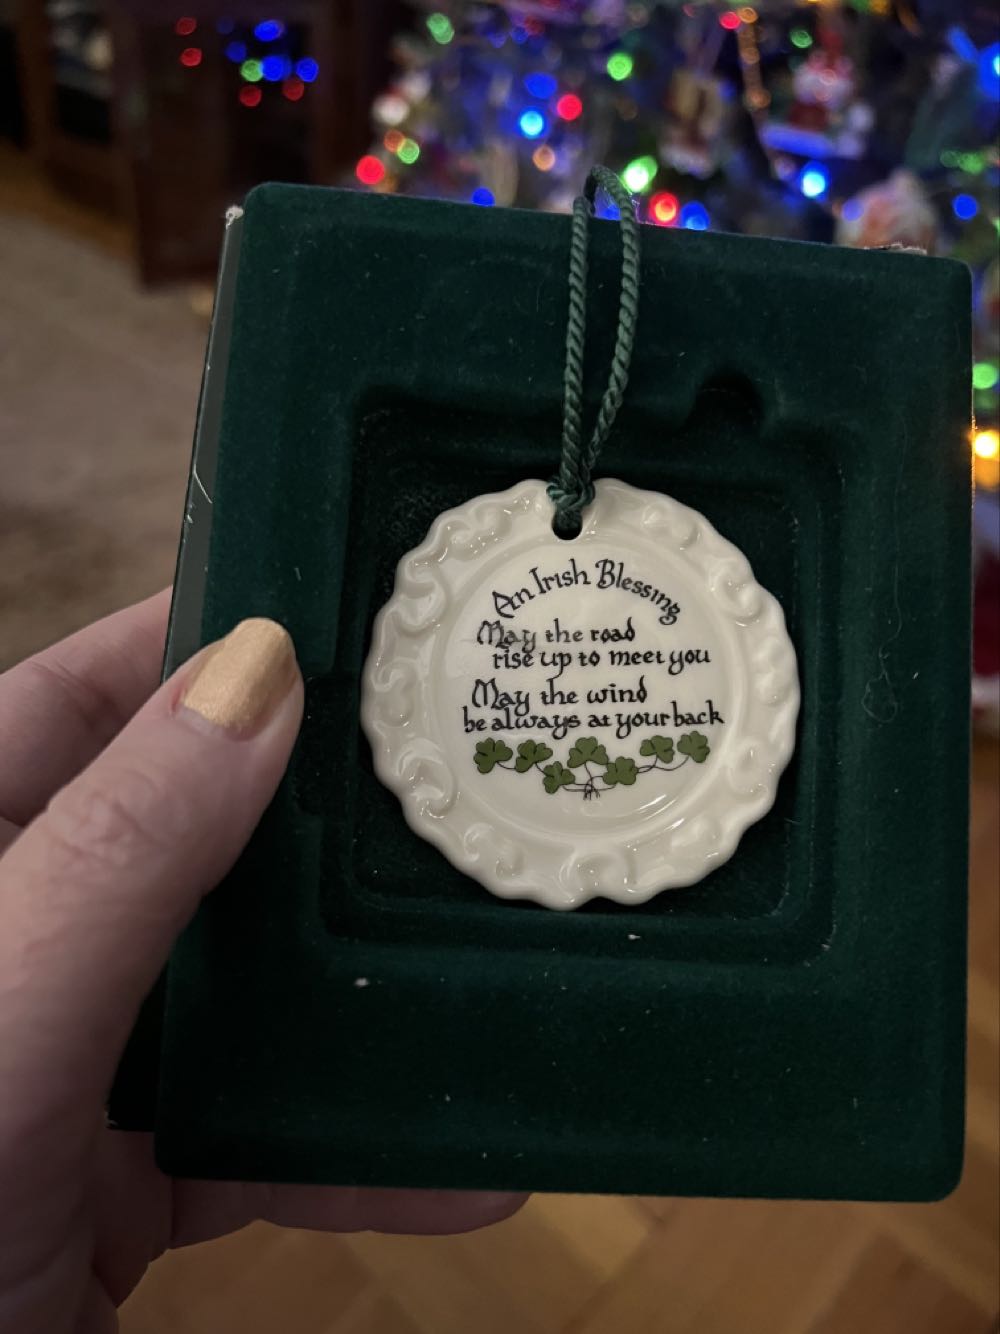 An Irish Blessing
May the road
rise up to meet you
May the wind
be always at your back